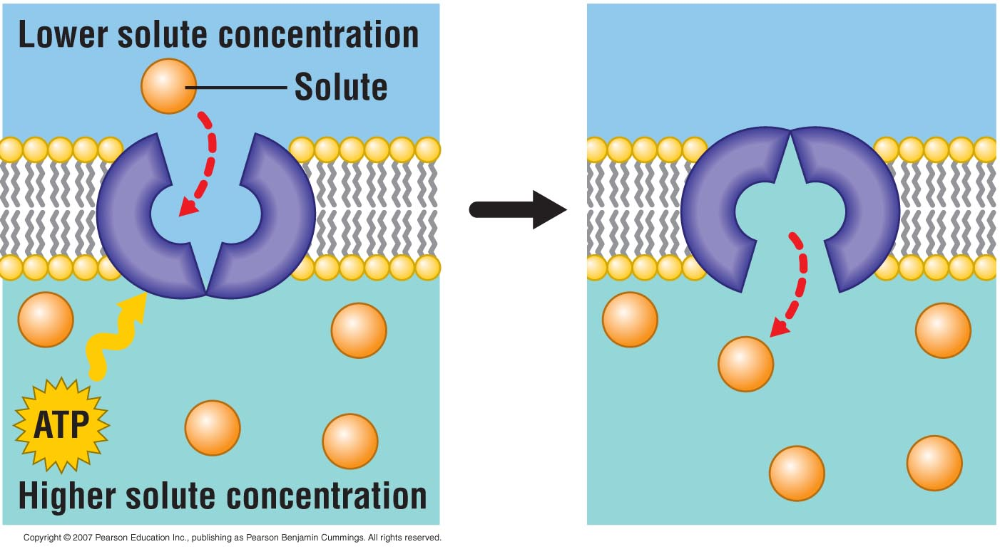 Lower solute concentration
Solute
ATP
Higher solute concentration
Copyright © 2007 Pearson Education Inc., publishing as Pearson Benjamin Cummings. All rights reserved.